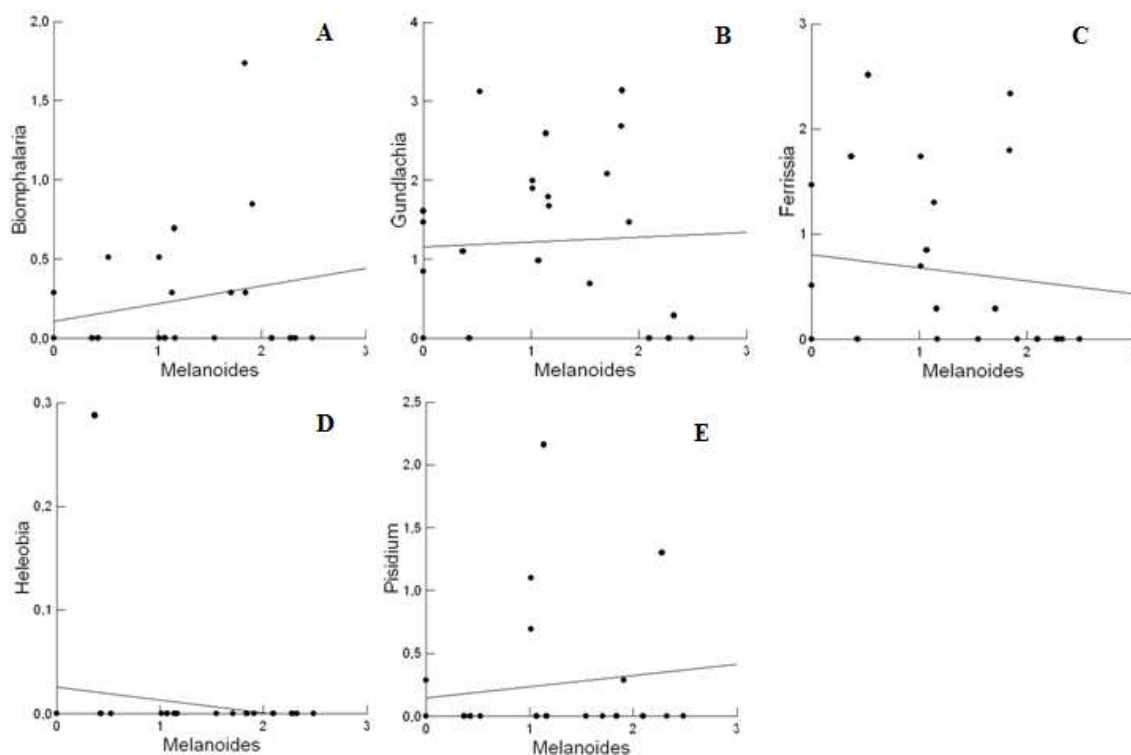 A
2,0
1,5
1,0
0,5
0,0
Biomphalaria
0
1
2
3
Melanoides
B
4
3
2
1
0
Gundlachia
0
1
2
3
Melanoides
C
3
2
1
0
Ferrissia
0
1
2
Melanoides
D
0,3
0,2
0,1
0,0
Heleobia
0
1
2
3
Melanoides
E
2,5
2,0
1,5
1,0
0,5
0,0
Pisidium
0
1
2
3
Melanoides